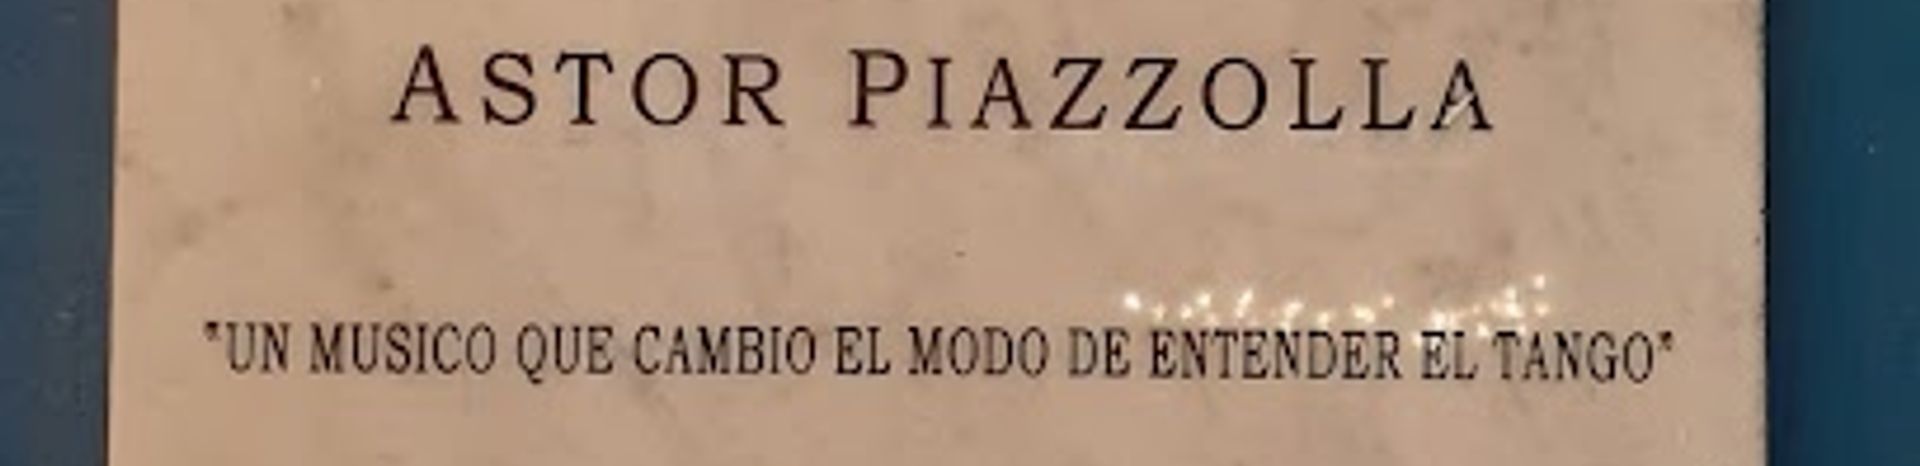 ASTOR PIAZZOLLA
"UN MUSICO QUE CAMBIO EL MODO DE ENTENDER EL TANGO"